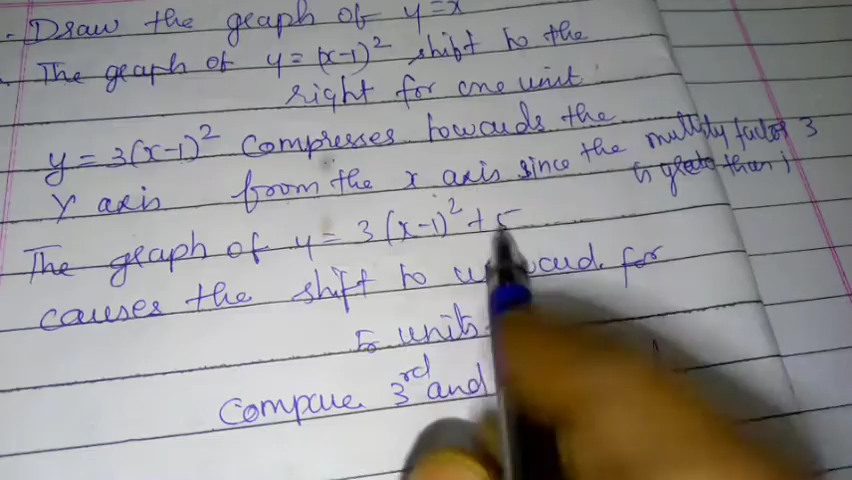 Draw the graph of y=x
The graph of y = (x-1)² shift to the
right for one unit
y = 3(x-1)² compresses towards the
Y axis from the x axis since the multiply factor 3
is greater than 1
The graph of y = 3(x-1)² + 5
causes the shift to upward for
5 units
Compare 3rd and